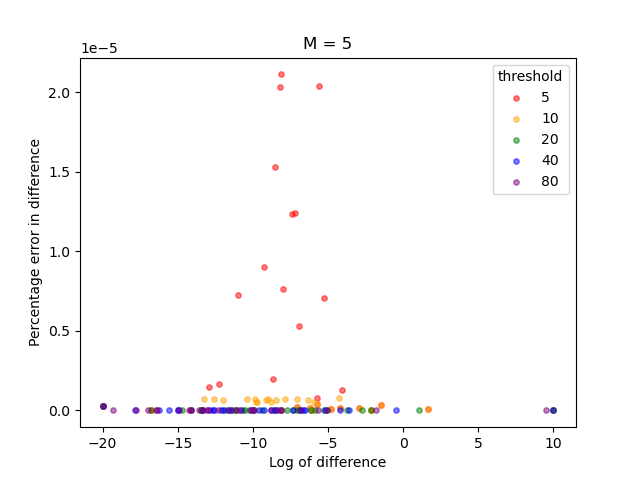 M = 5
1e−5
threshold
5
10
20
40
80
2.0
1.5
1.0
0.5
0.0
Percentage error in difference
−20 −15 −10 −5 0 5 10
Log of difference